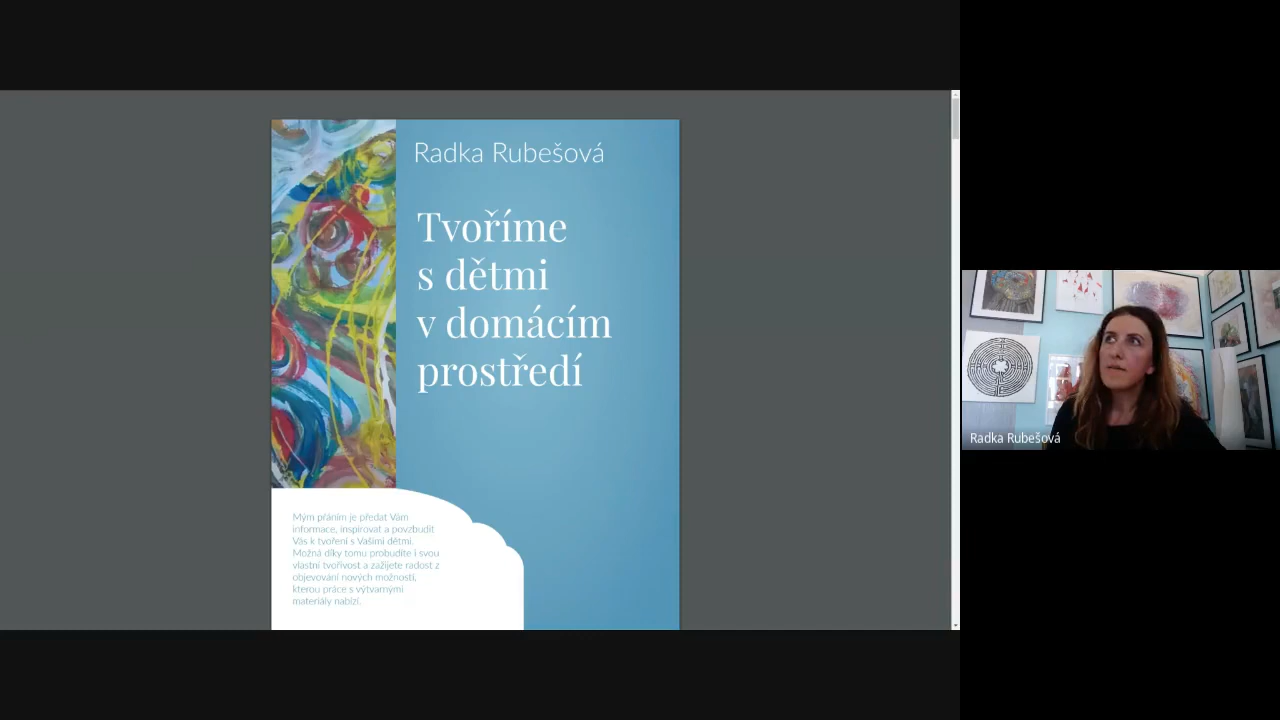 Radka Rubešová
Tvoříme
s dětmi
v domácím
prostředí
Mým přáním je předat Vám
informace, inspirovat a povzbudit
Vás k tvoření s Vašimi dětmi.
Možná díky tomu probudíte i svou
vlastní tvořivost a zažijete radost z
objevování nových možností,
kterou práce s výtvarnými
materiály nabízí.
Radka Rubešová